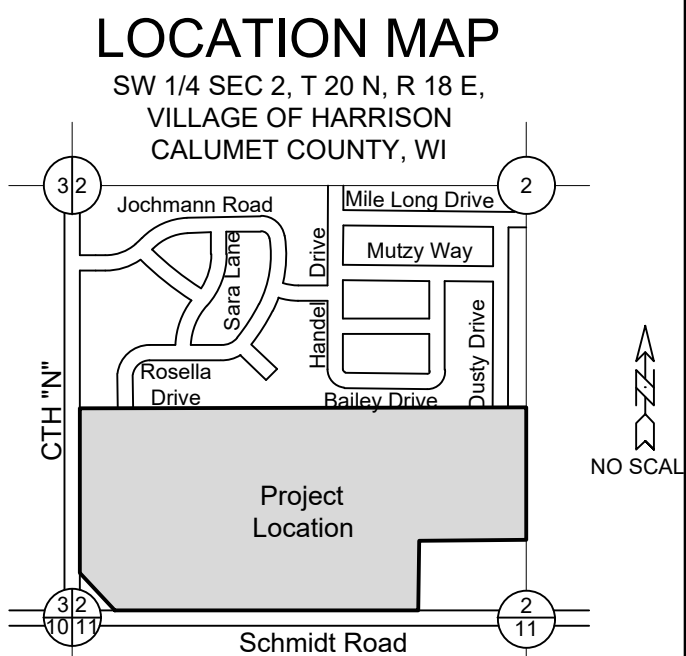 LOCATION MAP
SW 1/4 SEC 2, T 20 N, R 18 E,
VILLAGE OF HARRISON
CALUMET COUNTY, WI
3 2
2
Jochmann Road
Mile Long Drive
Mutzy Way
Sara Lane
Handel Drive
Dusty Drive
Rosella
Drive
Bailey Drive
CTH "N"
N
NO SCAL
Project
Location
3 2
10 11
2
11
Schmidt Road